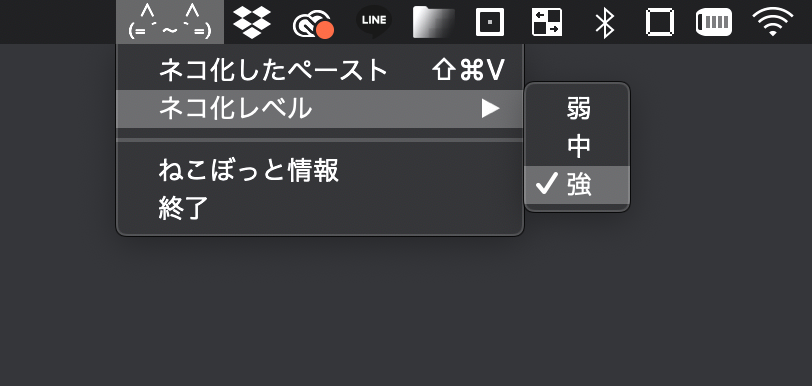 ^ ^
(=´~｀=)
LINE
ネコ化したペースト ⇧⌘V
ネコ化レベル ▶
弱
中
✓ 強
ねこぼっと情報
終了